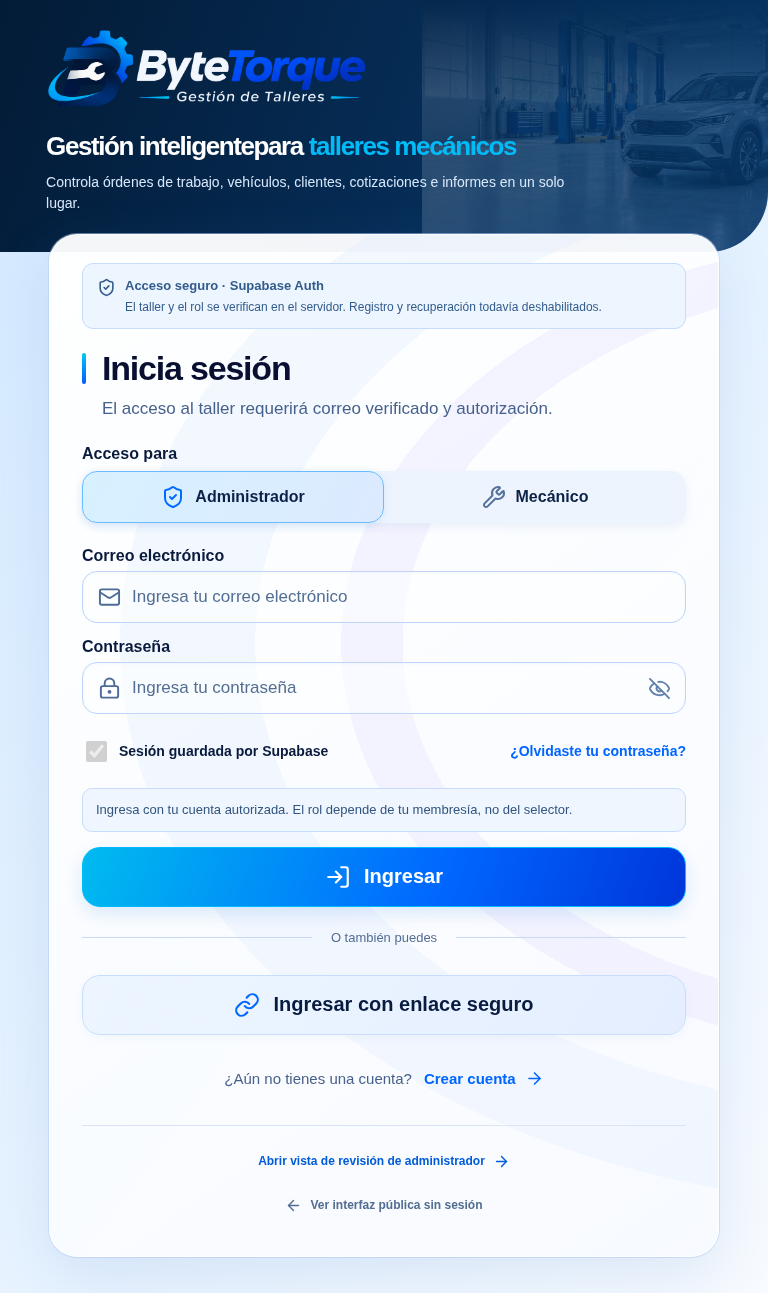 ByteTorque
Gestión de Talleres
Gestión inteligentepara talleres mecánicos
Controla órdenes de trabajo, vehículos, clientes, cotizaciones e informes en un solo
lugar.
Acceso seguro · Supabase Auth
El taller y el rol se verifican en el servidor. Registro y recuperación todavía deshabilitados.
Inicia sesión
El acceso al taller requerirá correo verificado y autorización.
Acceso para
Administrador
Mecánico
Correo electrónico
Ingresa tu correo electrónico
Contraseña
Ingresa tu contraseña
Sesión guardada por Supabase
¿Olvidaste tu contraseña?
Ingresa con tu cuenta autorizada. El rol depende de tu membresía, no del selector.
Ingresar
O también puedes
Ingresar con enlace seguro
¿Aún no tienes una cuenta? Crear cuenta
Abrir vista de revisión de administrador
Ver interfaz pública sin sesión